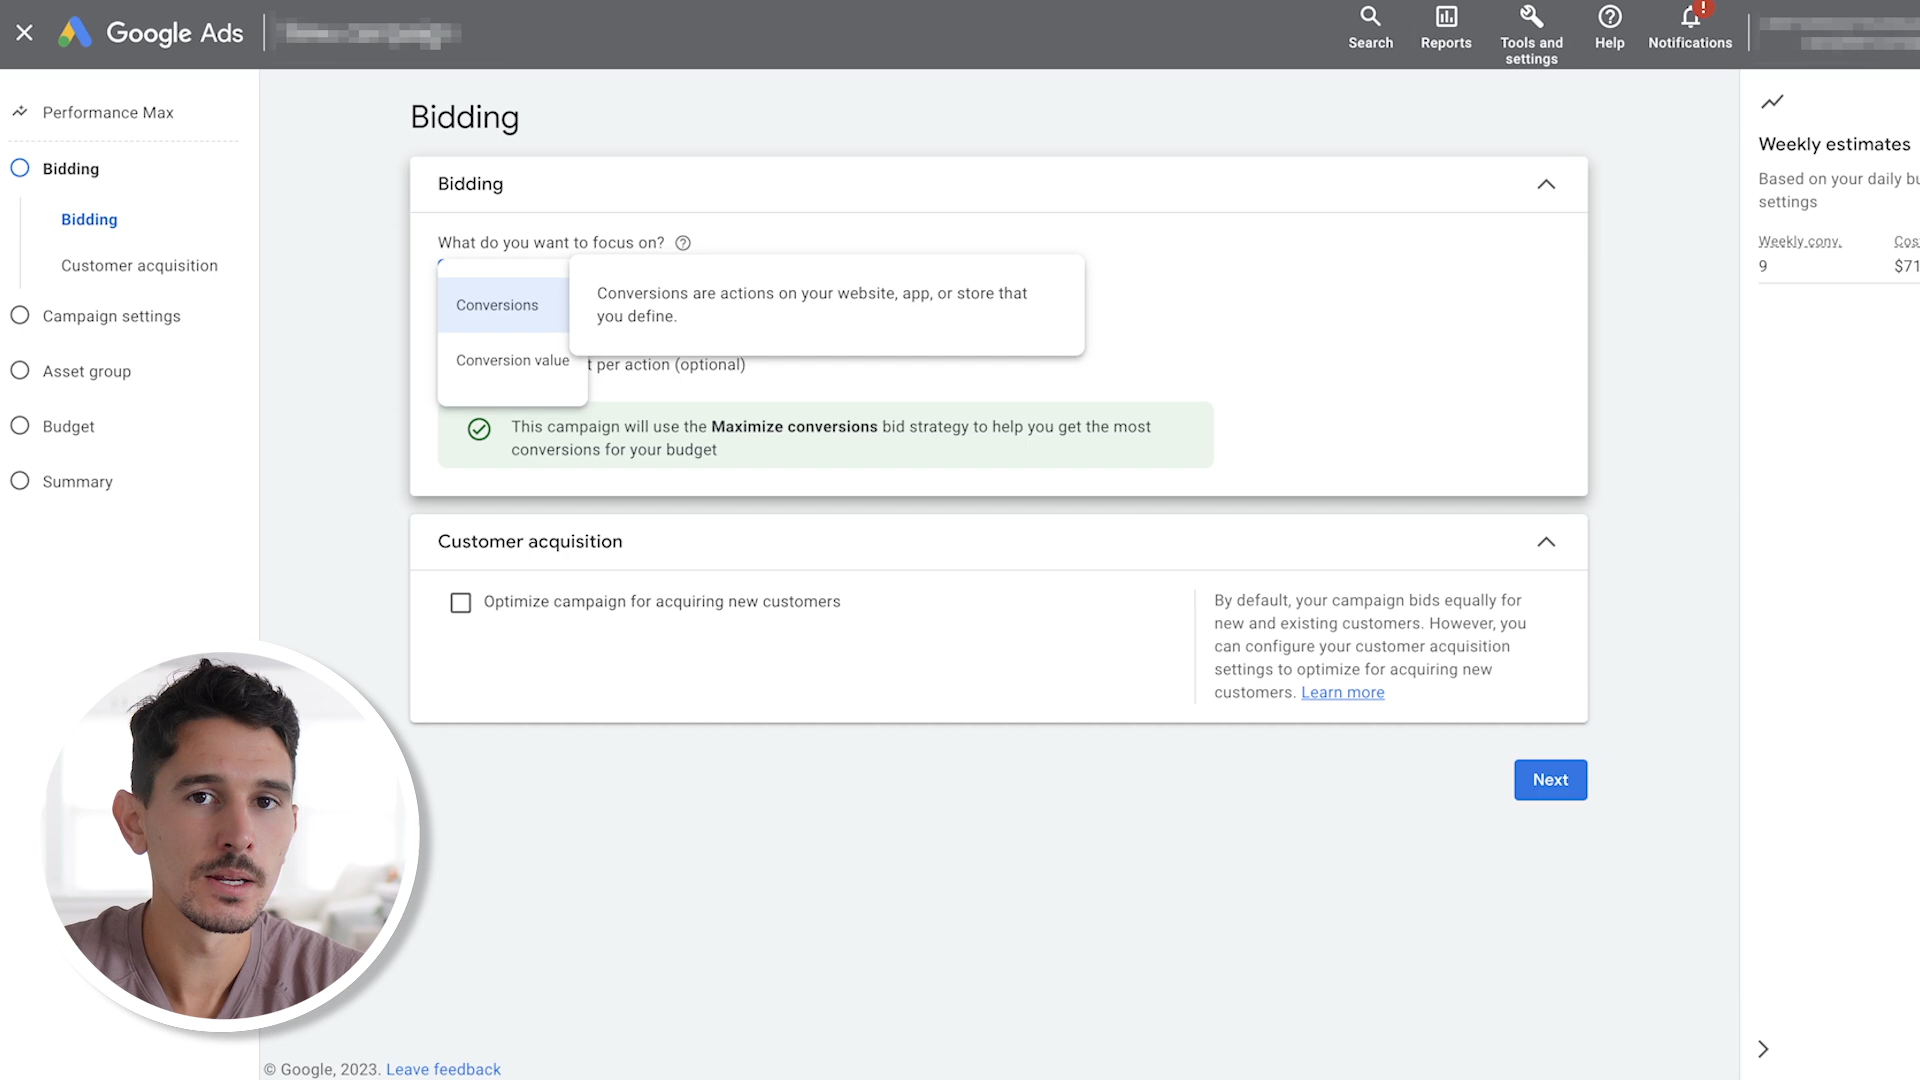 Google Ads
Search
Reports
Tools and
settings
Help
!
Notifications
Performance Max
Bidding
Bidding
Customer acquisition
Campaign settings
Asset group
Budget
Summary
Bidding
Bidding
What do you want to focus on?
Conversions
Conversions are actions on your website, app, or store that
you define.
Conversion value
per action (optional)
This campaign will use the Maximize conversions bid strategy to help you get the most
conversions for your budget
Customer acquisition
Optimize campaign for acquiring new customers
By default, your campaign bids equally for
new and existing customers. However, you
can configure your customer acquisition
settings to optimize for acquiring new
customers. Learn more
Next
Weekly estimates
Based on your daily bu
settings
Weekly conv.
Cos
9
$71
© Google, 2023. Leave feedback